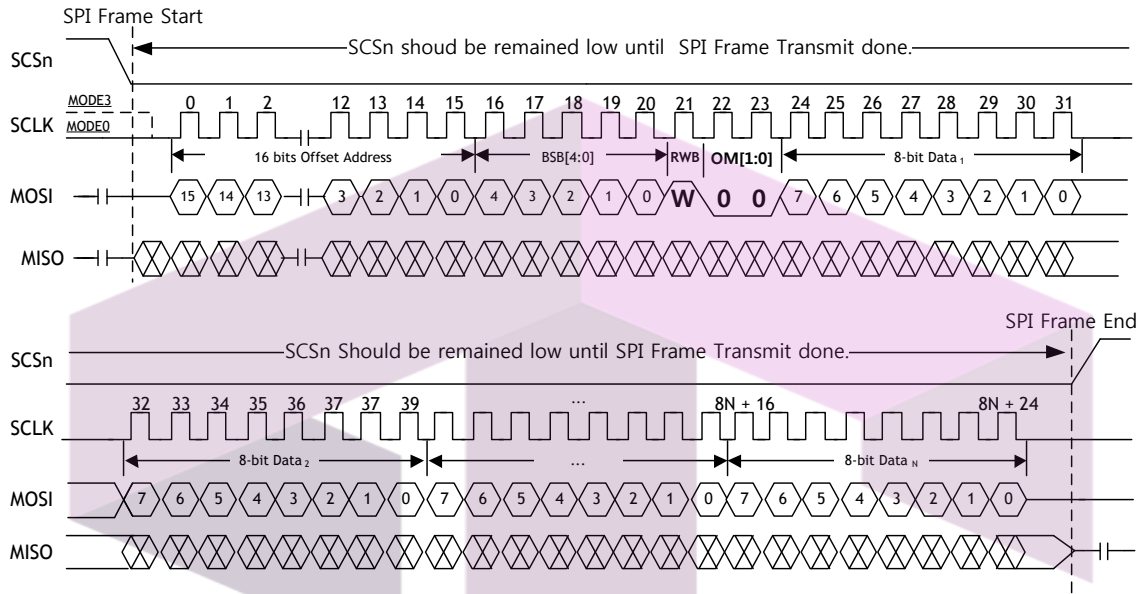 SPI Frame Start
SCSn shoud be remained low until SPI Frame Transmit done.
SCSn
MODE3
0 1 2 12 13 14 15 16 17 18 19 20 21 22 23 24 25 26 27 28 29 30 31
SCLK
MODE0
16 bits Offset Address BSB[4:0] RWB OM[1:0] 8-bit Data 1
MOSI 15 14 13 3 2 1 0 4 3 2 1 0 W 0 0 7 6 5 4 3 2 1 0
MISO
SPI Frame End
SCSn Should be remained low until SPI Frame Transmit done.
SCSn
32 33 34 35 36 37 37 39 ... 8N + 16 8N + 24
SCLK
8-bit Data 2 ... 8-bit Data N
MOSI 7 6 5 4 3 2 1 0 7 6 5 4 3 2 1 0 7 6 5 4 3 2 1 0
MISO